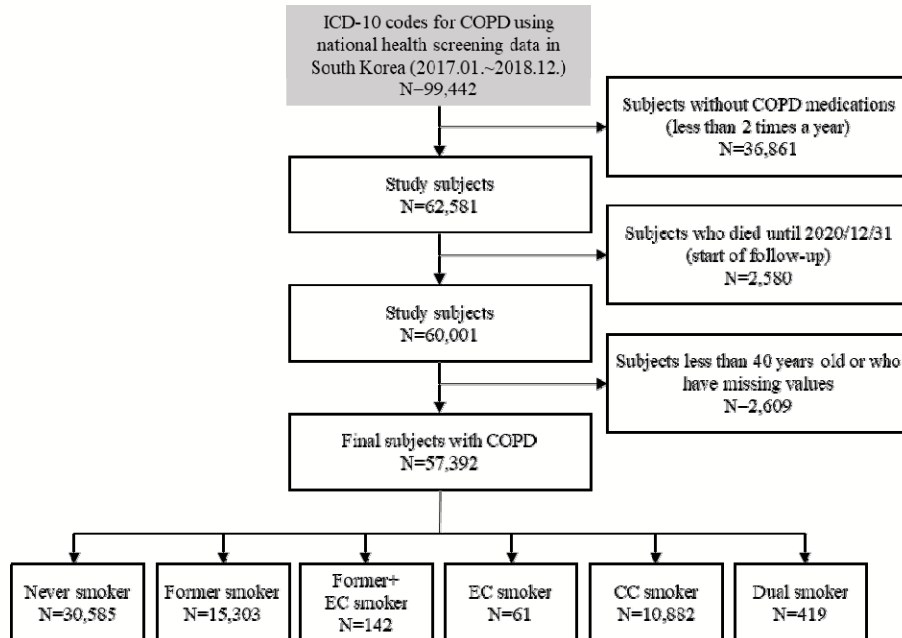 ICD-10 codes for COPD using
national health screening data in
South Korea (2017.01.~2018.12.)
N=99,442
Subjects without COPD medications
(less than 2 times a year)
N=36,861
Study subjects
N=62,581
Subjects who died until 2020/12/31
(start of follow-up)
N=2,580
Study subjects
N=60,001
Subjects less than 40 years old or who
have missing values
N=2,609
Final subjects with COPD
N=57,392
Never smoker
N=30,585
Former smoker
N=15,303
Former+
EC smoker
N=142
EC smoker
N=61
CC smoker
N=10,882
Dual smoker
N=419